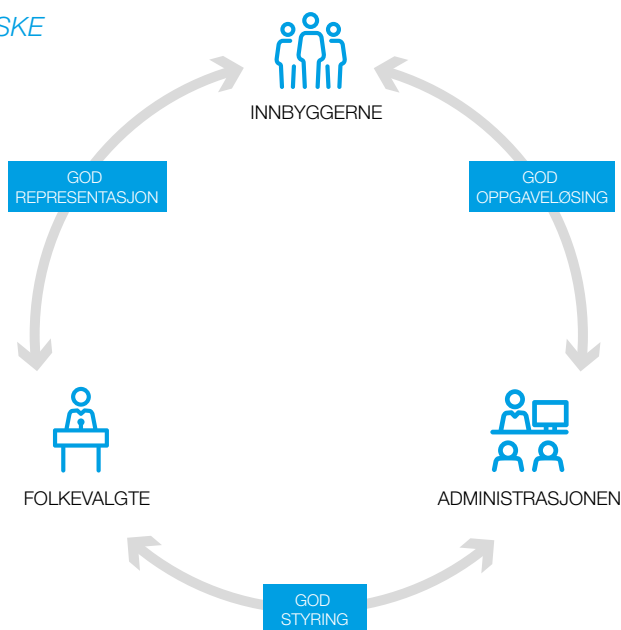 SKE
INNBYGGERNE
GOD
REPRESENTASJON
GOD
OPPGAVELØSING
FOLKEVALGTE
ADMINISTRASJONEN
GOD
STYRING